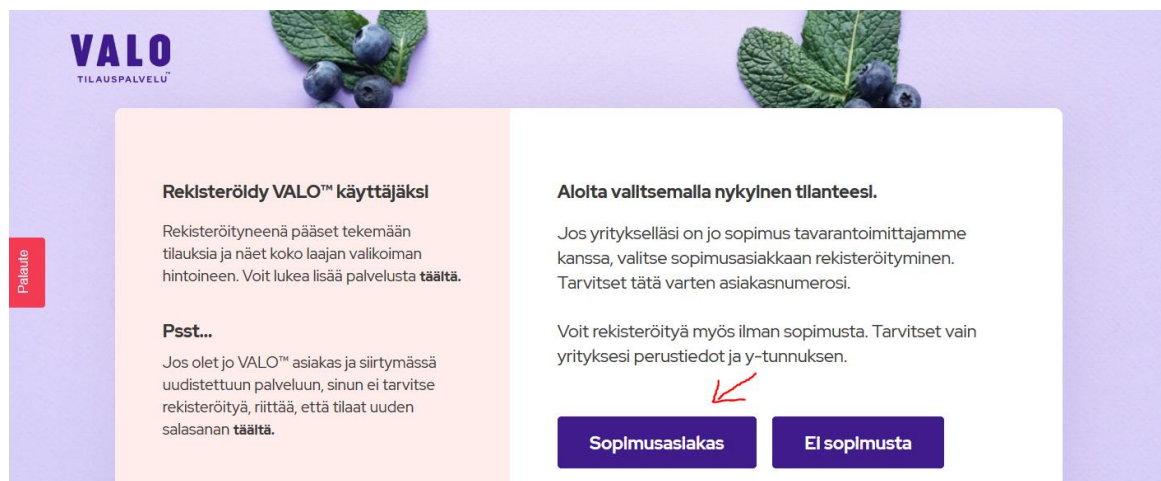 VALO
TILAUSPALVELU™
Palaute
Rekisteröidy VALO™ käyttäjäksi
Rekisteröityneenä pääset tekemään
tilauksia ja näet koko laajan valikoiman
hintoineen. Voit lukea lisää palvelusta täältä.
Psst...
Jos olet jo VALO™ asiakas ja siirtymässä
uudistettuun palveluun, sinun ei tarvitse
rekisteröityä, riittää, että tilaat uuden
salasanan täältä.
Aloita valitsemalla nykyinen tilanteesi.
Jos yritykselläsi on jo sopimus tavarantoimittajamme
kanssa, valitse sopimusasiakkaan rekisteröityminen.
Tarvitset tätä varten asiakasnumerosi.
Voit rekisteröityä myös ilman sopimusta. Tarvitset vain
yrityksesi perustiedot ja y-tunnuksen.
Sopimusasiakas
Ei sopimusta